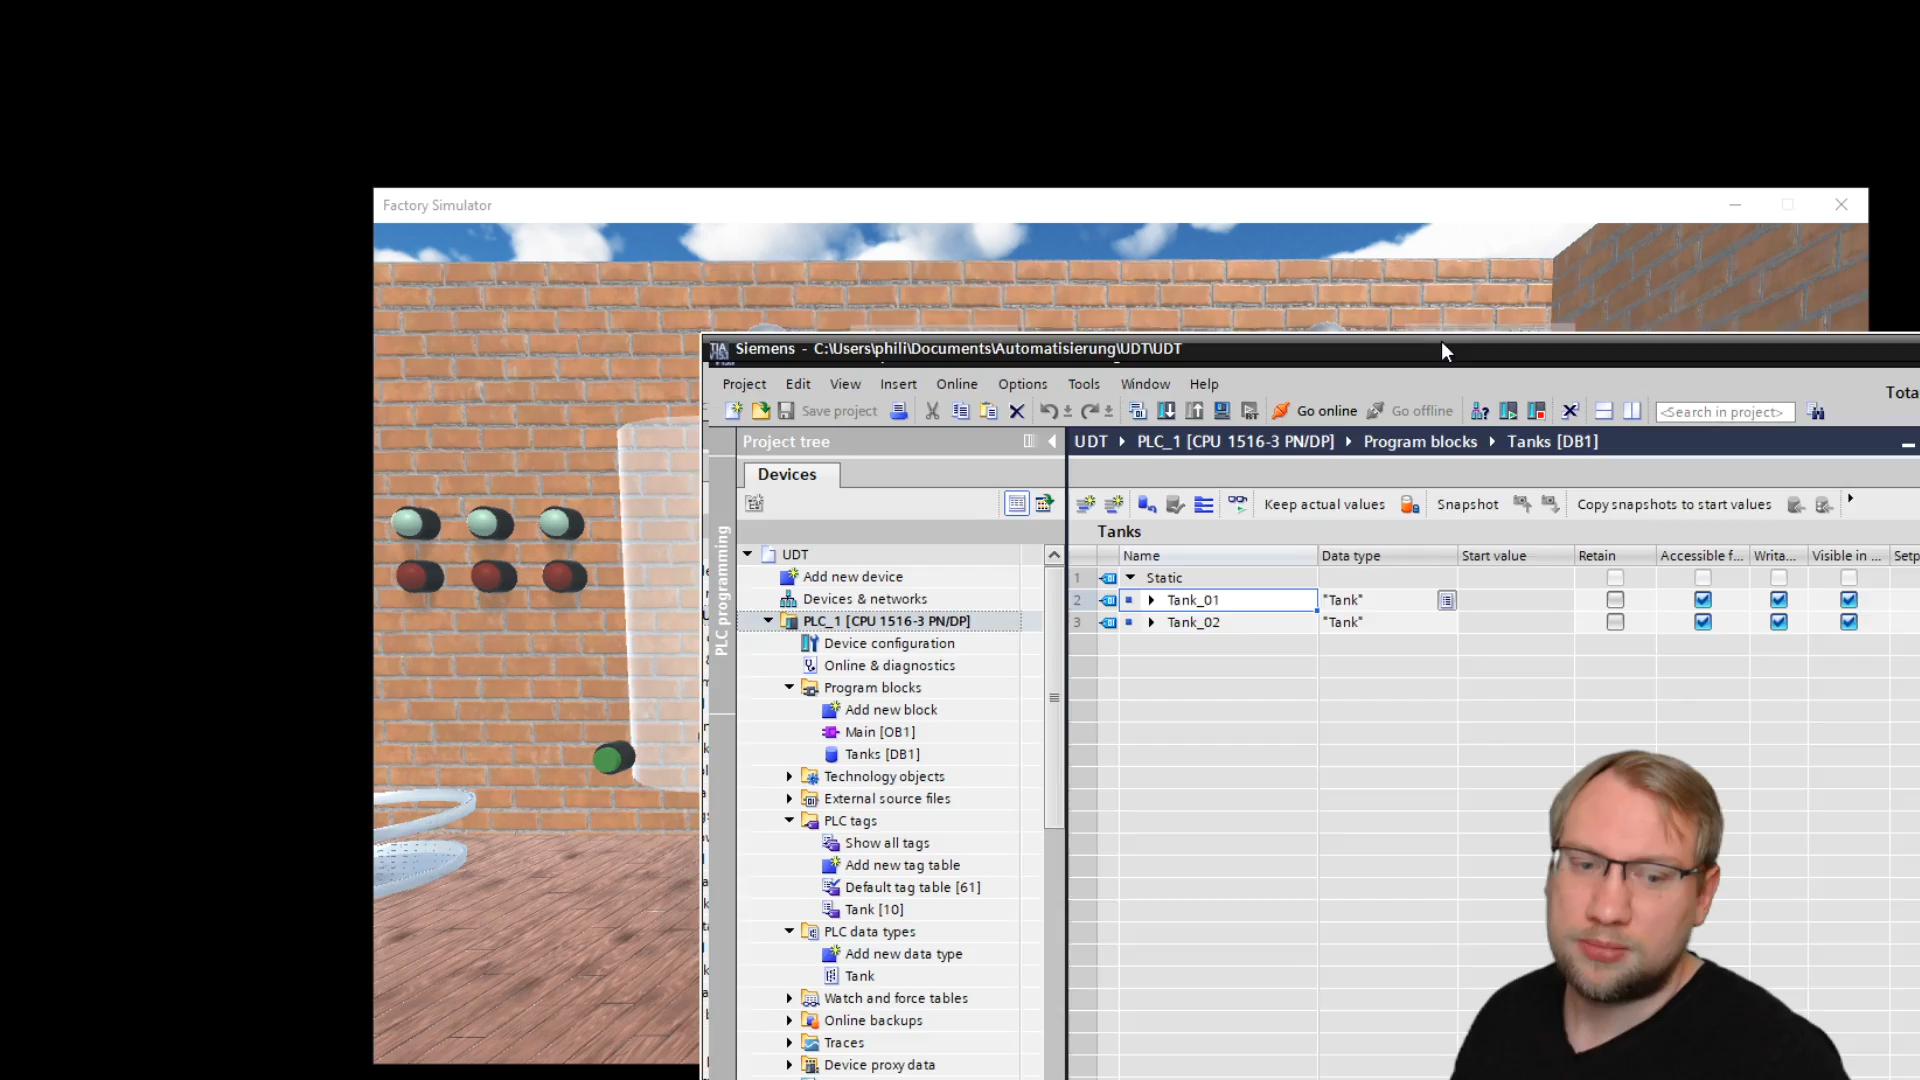 Factory Simulator
Siemens - C:\Users\phili\Documents\Automatisierung\UDT\UDT
Project Edit View Insert Online Options Tools Window Help
Save project
Go online
Go offline
<Search in project>
Tota
Project tree
UDT PLC_1 [CPU 1516-3 PN/DP] Program blocks Tanks [DB1]
Devices
PLC programming
Keep actual values Snapshot Copy snapshots to start values
Tanks
Name Data type Start value Retain Accessible f... Writa... Visible in ... Setp
1 Static
2 Tank_01 "Tank"
3 Tank_02 "Tank"
UDT
Add new device
Devices & networks
PLC_1 [CPU 1516-3 PN/DP]
Device configuration
Online & diagnostics
Program blocks
Add new block
Main [OB1]
Tanks [DB1]
Technology objects
External source files
PLC tags
Show all tags
Add new tag table
Default tag table [61]
Tank [10]
PLC data types
Add new data type
Tank
Watch and force tables
Online backups
Traces
Device proxy data